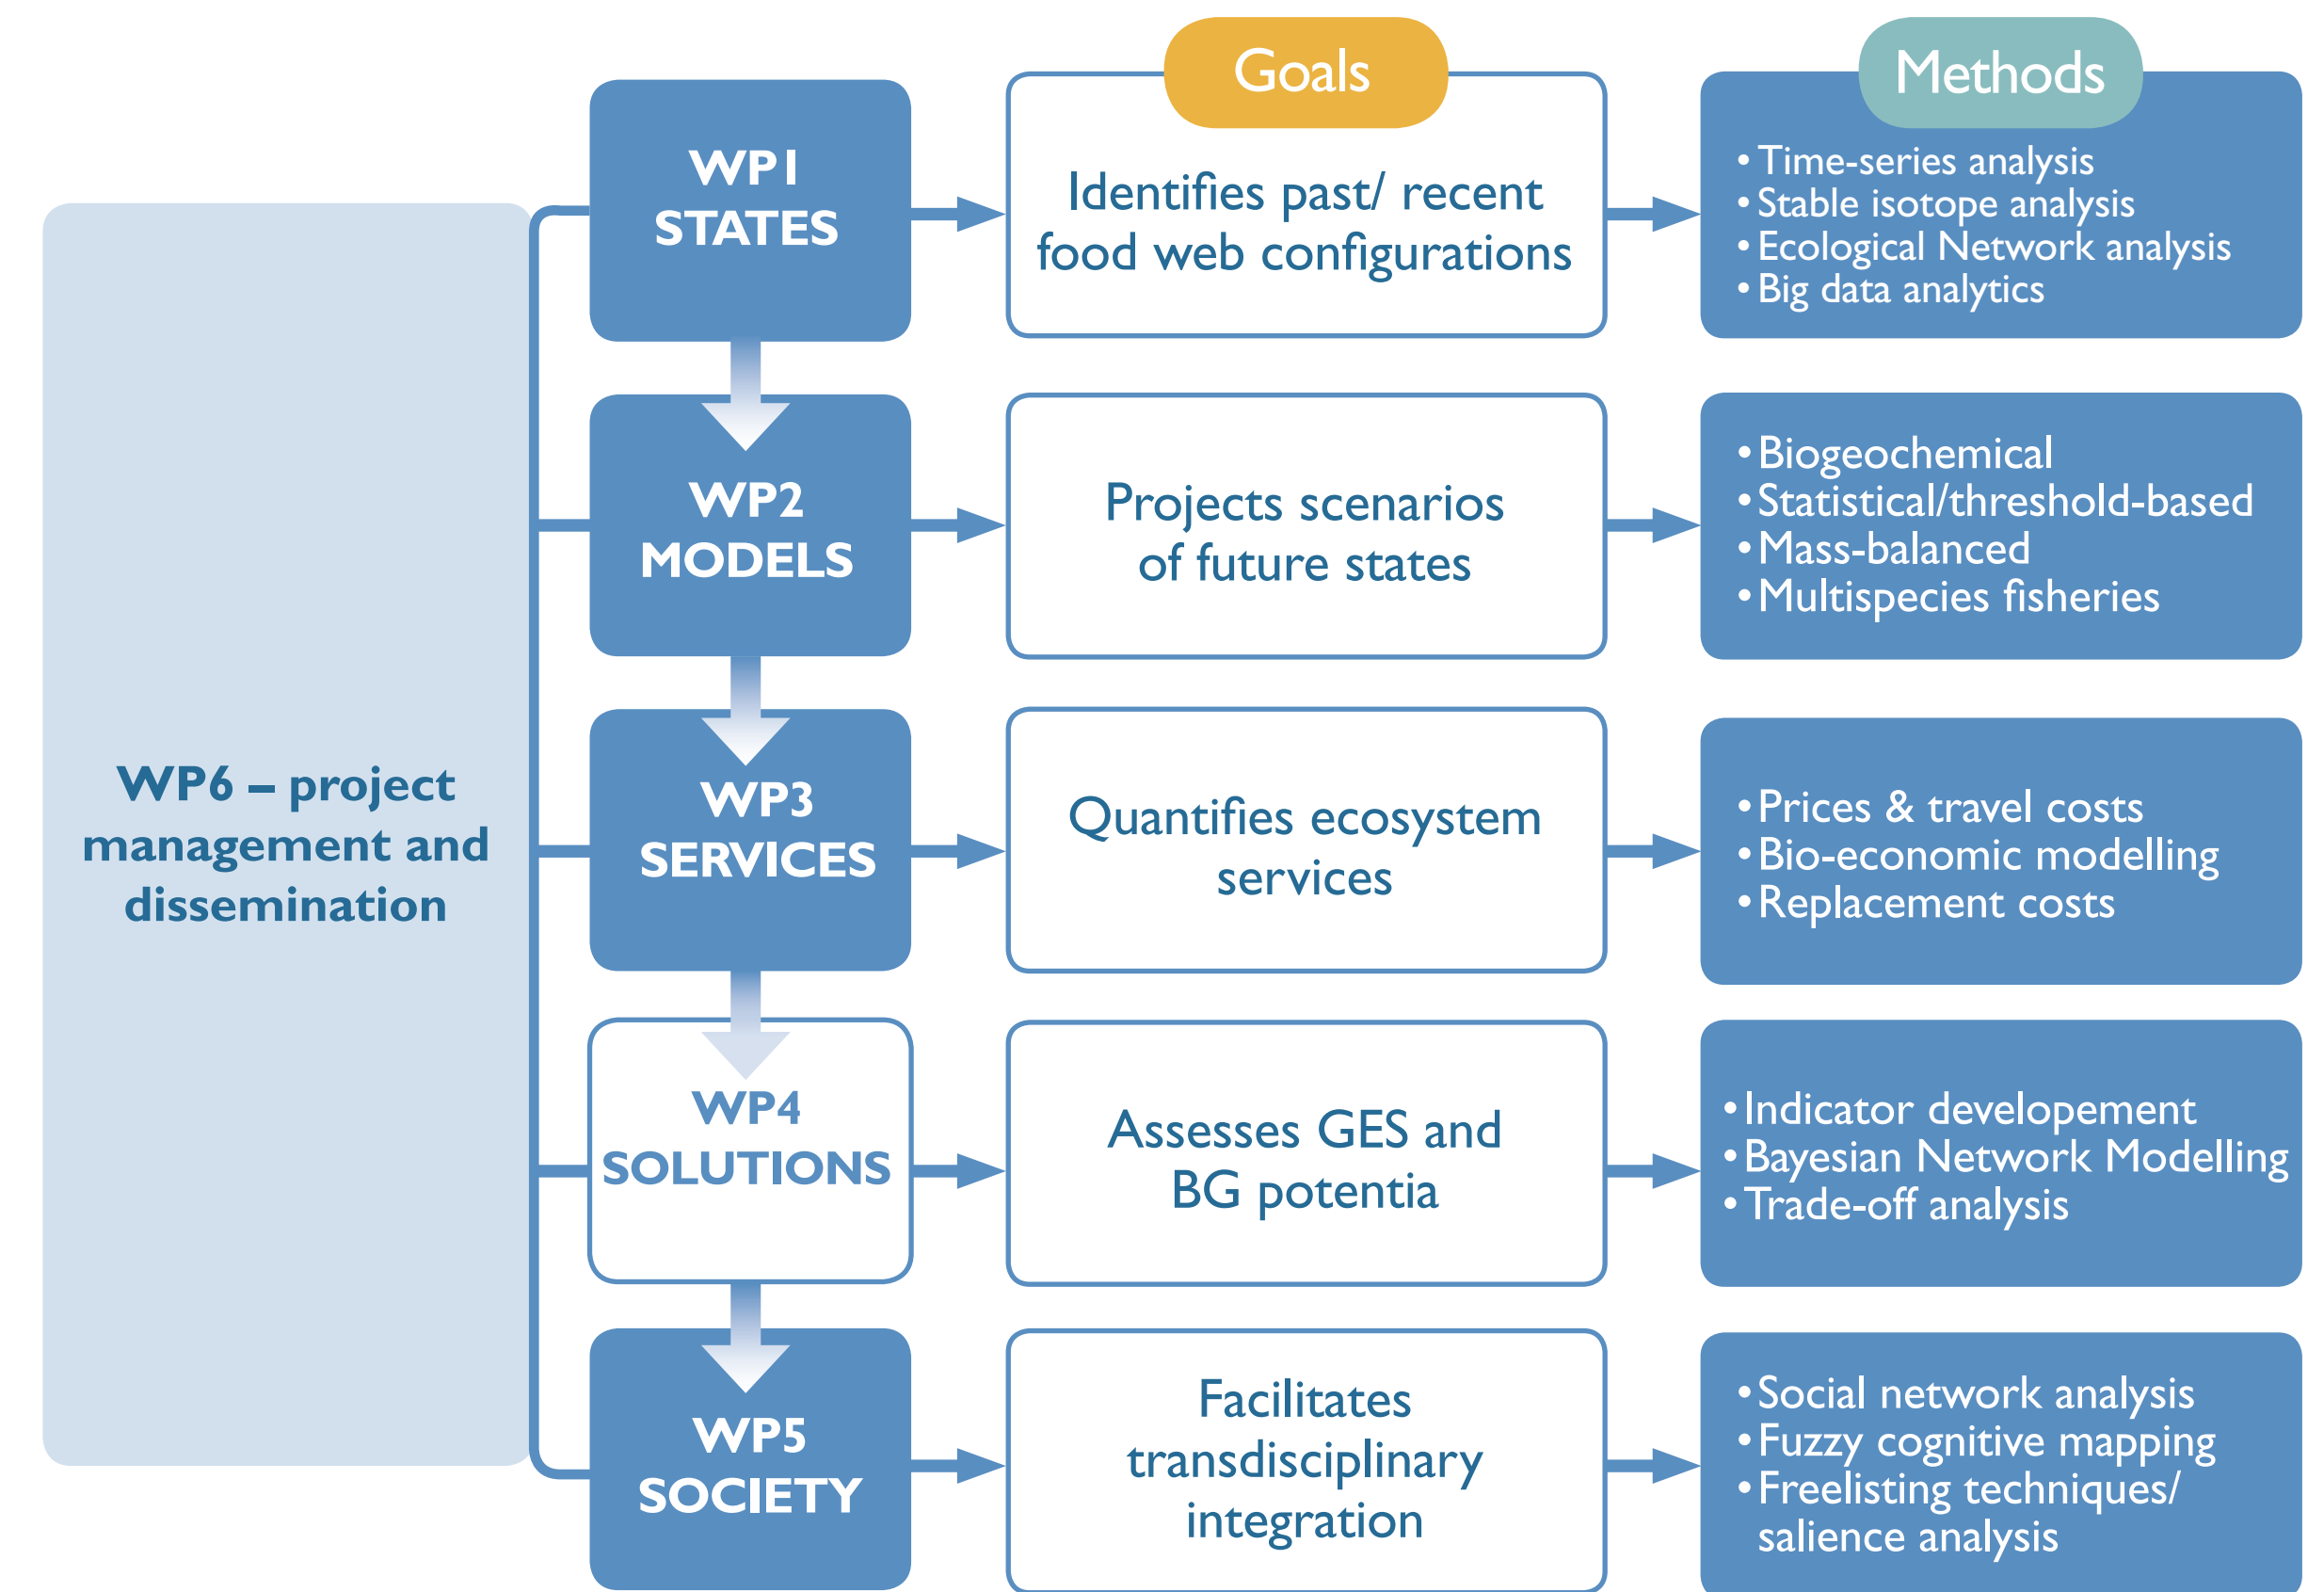 Goals
Methods
WP1
STATES
Identifies pst/ recent
food web configurations
• Time-series analysis
• Stable isotope analysis
• Ecological Network analysis
• Big data analytics
WP2
MODELS
Projects scenarios
of future states
• Biogeochemical
• Statistical/threshold-based
• Mass-balanced
• Multispecies fisheries
WP6 – project
management and
dissemination
WP3
SERVICES
Quantifies ecosystem
services
• Prices & travel costs
• Bio-economic modelling
• Replacement costs
WP4
SOLUTIONS
Assesses GES and
BG potentia
• Indicator developement
• Bayesian Network Modelling
• Trade-off analysis
WP5
SOCIETY
Facilitates
transdisciplinary
integration
• Social network analysis
• Fuzzy cognitive mapping
• Freelisting techniques/
salience analysis